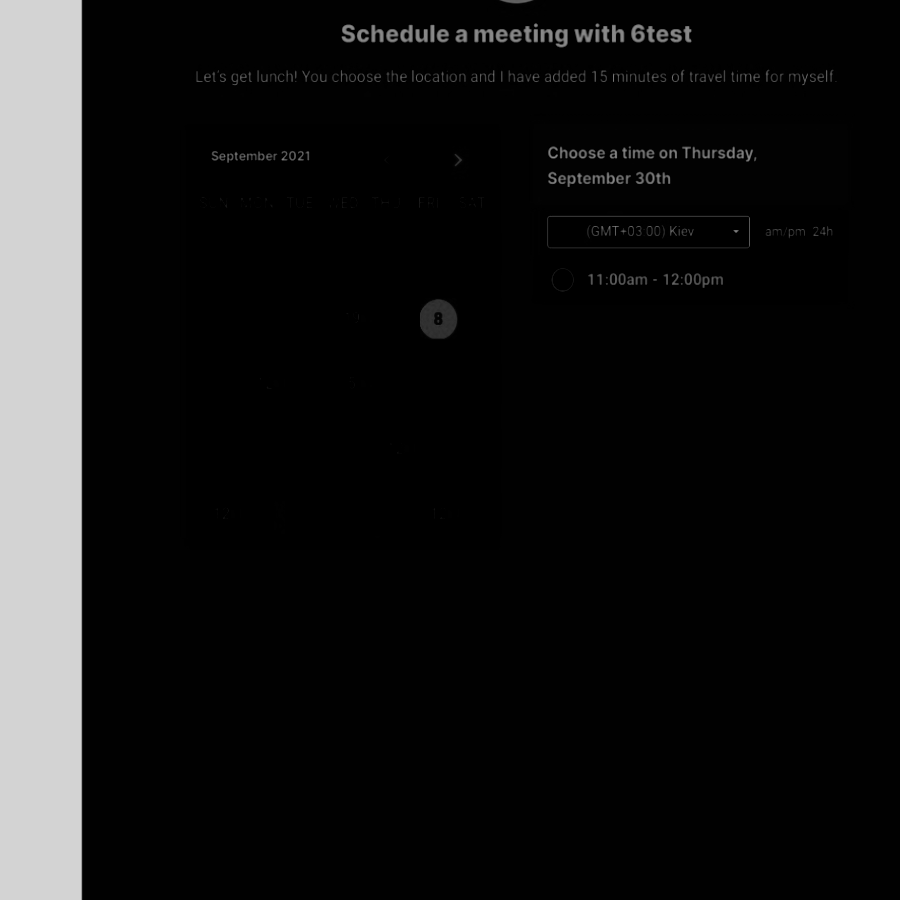 Schedule a meeting with 6test
Let's get lunch! You choose the location and I have added 15 minutes of travel time for myself.
September 2021
SUN MON TUE WED THU FRI SAT
8
Choose a time on Thursday,
September 30th
(GMT+03:00) Kiev
am/pm 24h
11:00am - 12:00pm